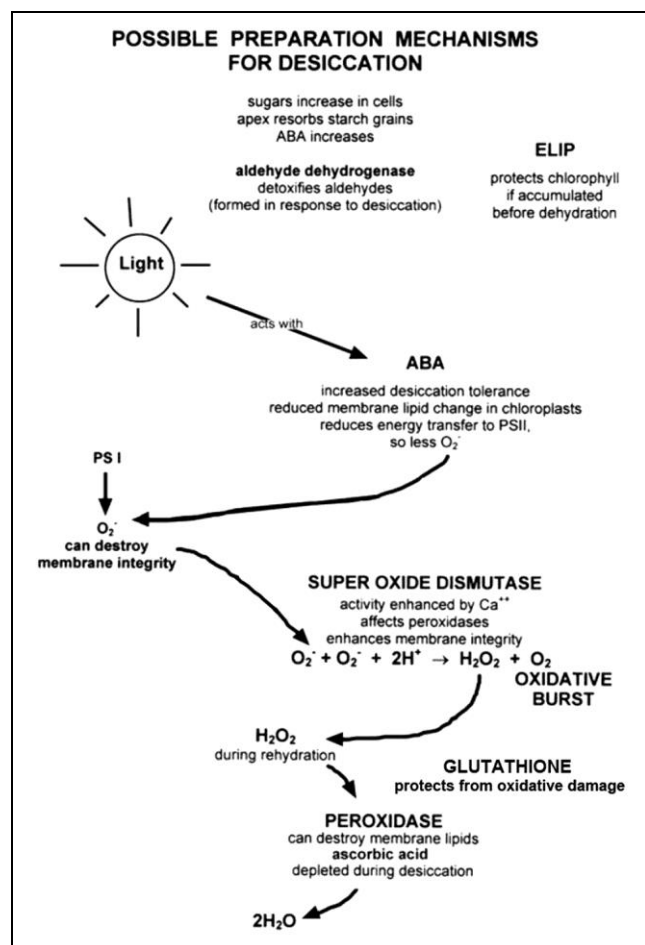 POSSIBLE PREPARATION MECHANISMS
FOR DESICCATION
sugars increase in cells
apex resorbs starch grains
ABA increases
aldehyde dehydrogenase
detoxifies aldehydes
(formed in response to desiccation)
ELIP
protects chlorophyll
if accumulated
before dehydration
Light
acts with
ABA
increased desiccation tolerance
reduced membrane lipid change in chloroplasts
reduces energy transfer to PSII,
so less O₂⁻
PS I
O₂⁻
can destroy
membrane integrity
SUPER OXIDE DISMUTASE
activity enhanced by Ca⁺⁺
affects peroxidases
enhances membrane integrity
O₂⁻ + O₂⁻ + 2H⁺ → H₂O₂ + O₂
OXIDATIVE
BURST
H₂O₂
during rehydration
GLUTATHIONE
protects from oxidative damage
PEROXIDASE
can destroy membrane lipids
ascorbic acid
depleted during desiccation
2H₂O